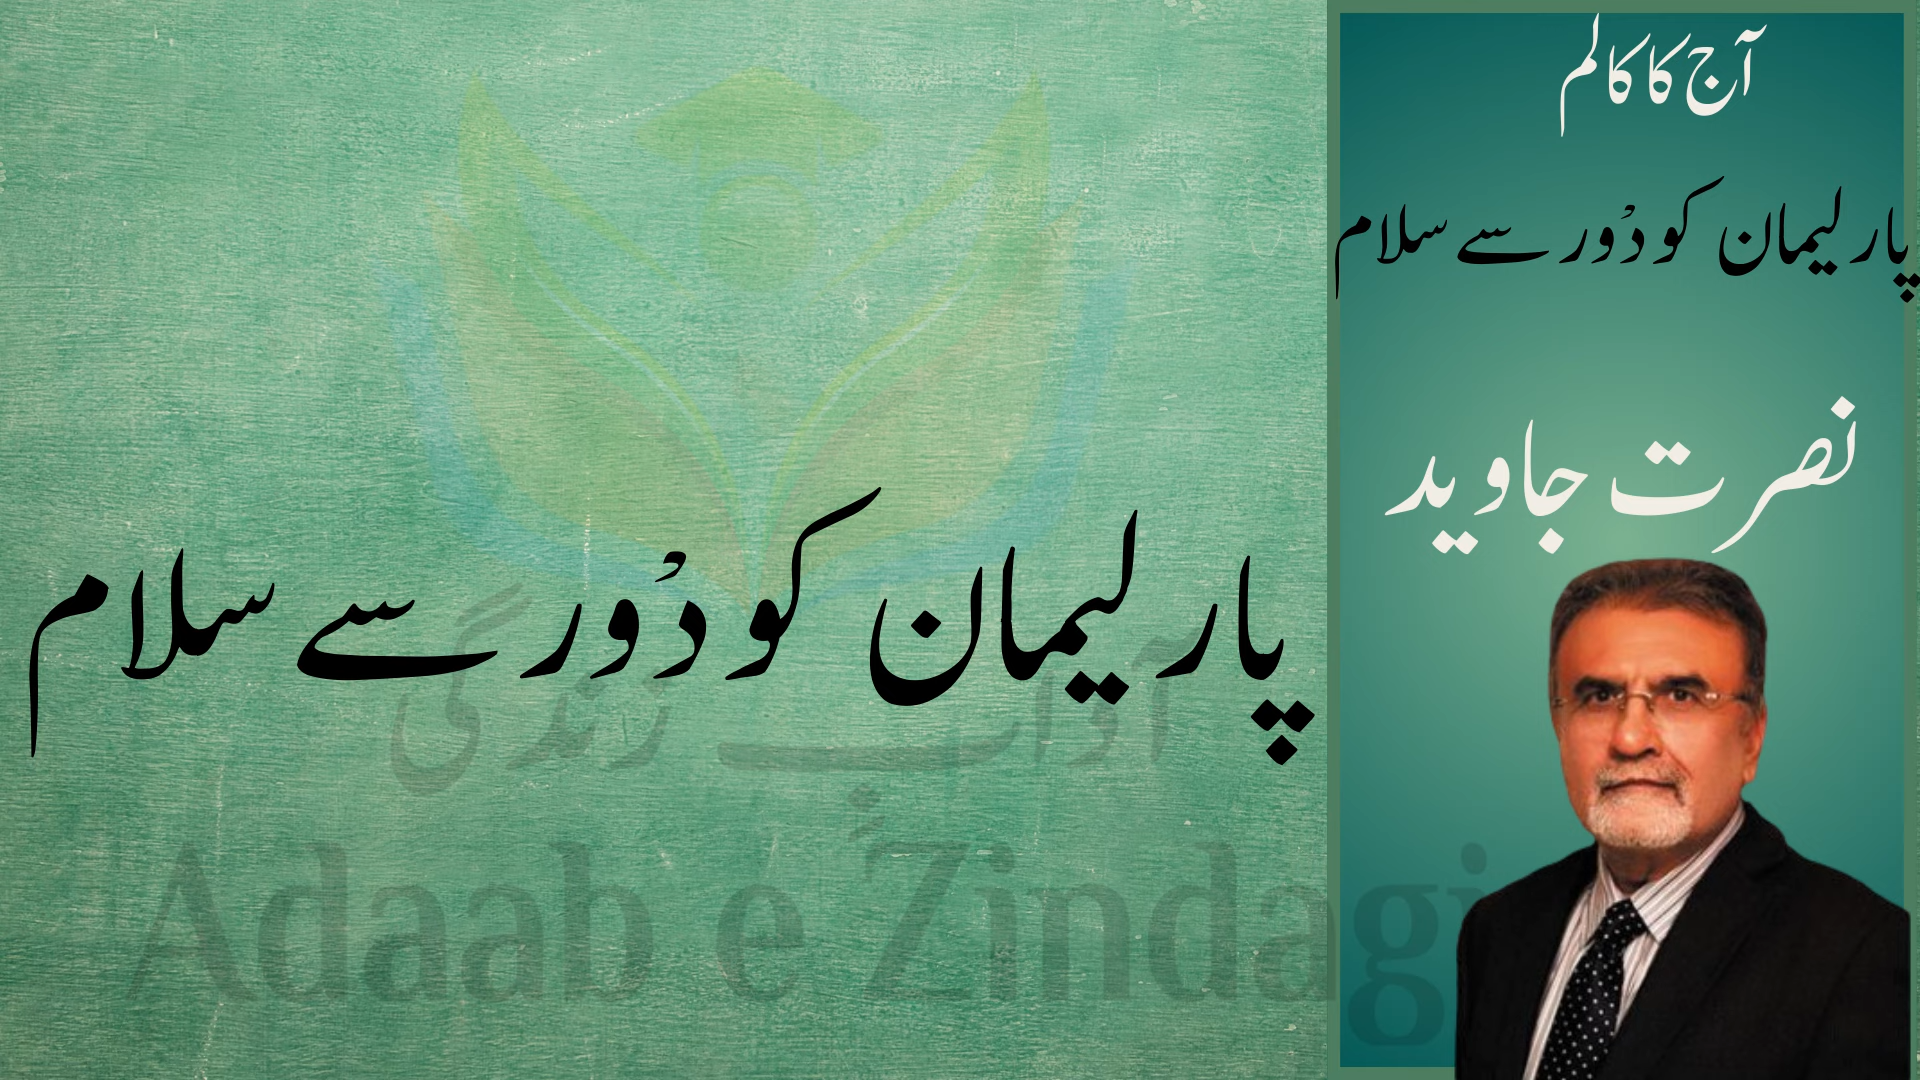 آج کا کالم
پارلیمان کو دْور سے سلام
نصرت جاوید
پارلیمان کو دْور سے سلام
آدابِ زندگی
Adaab e Zindagi